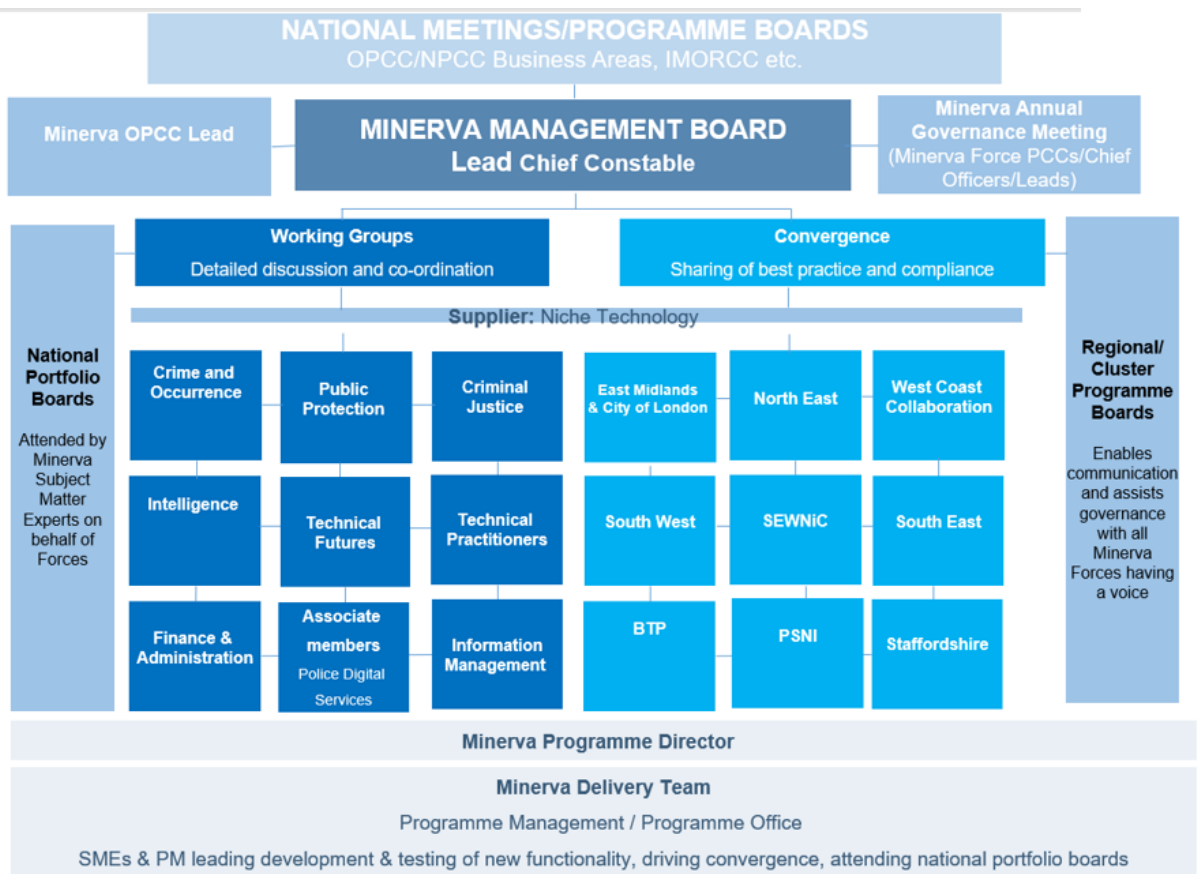 NATIONAL MEETINGS/PROGRAMME BOARDS
OPCC/NPCC Business Areas, IMORCC etc.
Minerva OPCC Lead
MINERVA MANAGEMENT BOARD
Lead Chief Constable
Minerva Annual
Governance Meeting
(Minerva Force PCCs/Chief
Officers/Leads)
Working Groups
Detailed discussion and co-ordination
Convergence
Sharing of best practice and compliance
Supplier: Niche Technology
National
Portfolio
Boards
Attended by
Minerva
Subject
Matter
Experts on
behalf of
Forces
Crime and
Occurrence
Public
Protection
Criminal
Justice
Intelligence
Technical
Futures
Technical
Practitioners
Finance &
Administration
Associate
members
Police Digital
Services
Information
Management
East Midlands
& City of London
North East
West Coast
Collaboration
South West
SEWNiC
South East
BTP
PSNI
Staffordshire
Regional/
Cluster
Programme
Boards
Enables
communication
and assists
governance
with all
Minerva
Forces having
a voice
Minerva Programme Director
Minerva Delivery Team
Programme Management / Programme Office
SMEs & PM leading development & testing of new functionality, driving convergence, attending national portfolio boards